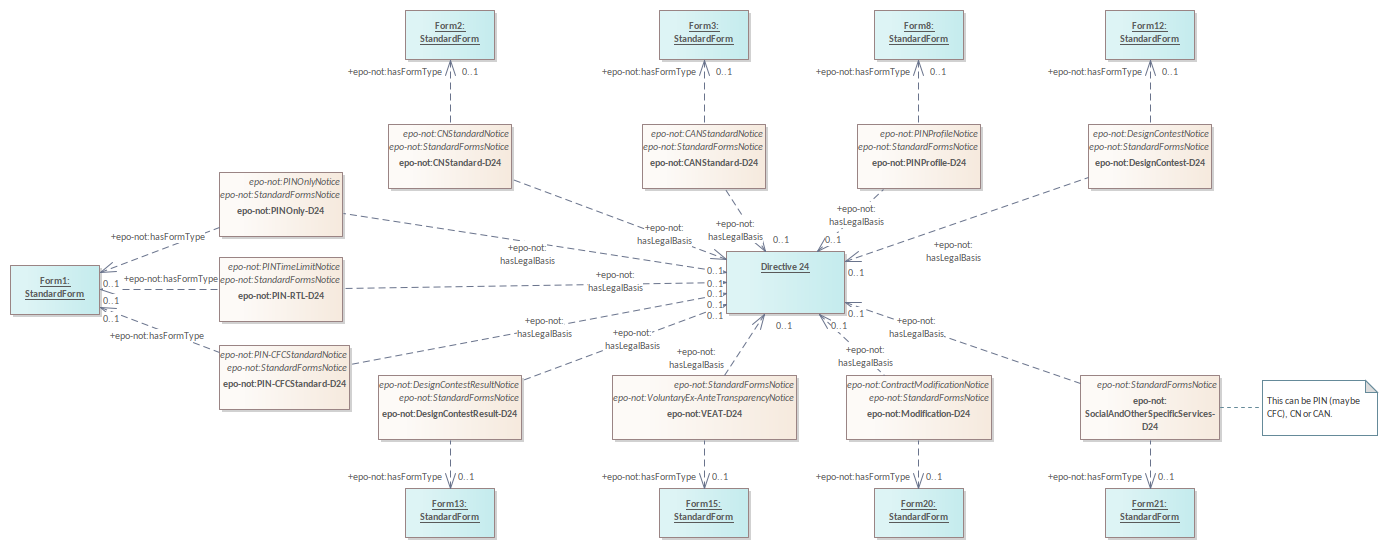 Form2:
StandardForm
Form3:
StandardForm
Form8:
StandardForm
Form12:
StandardForm
+epo-not:hasFormType 0..1
+epo-not:hasFormType 0..1
+epo-not:hasFormType 0..1
+epo-not:hasFormType 0..1
epo-not:CNStandardNotice
epo-not:StandardFormsNotice
epo-not:CNStandard-D24
epo-not:CANStandardNotice
epo-not:StandardFormsNotice
epo-not:CANStandard-D24
epo-not:PINProfileNotice
epo-not:StandardFormsNotice
epo-not:PINProfile-D24
epo-not:DesignContestNotice
epo-not:StandardFormsNotice
epo-not:DesignContest-D24
epo-not:PINOnlyNotice
epo-not:StandardFormsNotice
epo-not:PINOnly-D24
+epo-not:hasFormType
+epo-not:
hasLegalBasis
+epo-not:
hasLegalBasis
0..1
+epo-not:
hasLegalBasis
0..1
+epo-not:
hasLegalBasis
+epo-not:
hasLegalBasis
Form1:
StandardForm
0..1
0..1
0..1
+epo-not:hasFormType
epo-not:PINTimeLimitNotice
epo-not:StandardFormsNotice
epo-not:PIN-RTL-D24
+epo-not:
hasLegalBasis
Directive 24
0..1
0..1
0..1
0..1
0..1
0..1
0..1
0..1
0..1
+epo-not:hasFormType
epo-not:PIN-CFCStandardNotice
epo-not:StandardFormsNotice
epo-not:PIN-CFCStandard-D24
+epo-not:
hasLegalBasis
+epo-not:
hasLegalBasis
+epo-not:
hasLegalBasis
+epo-not:
hasLegalBasis
+epo-not:
hasLegalBasis
epo-not:DesignContestResultNotice
epo-not:StandardFormsNotice
epo-not:DesignContestResult-D24
epo-not:StandardFormsNotice
epo-not:VoluntaryEx-AnteTransparencyNotice
epo-not:VEAT-D24
epo-not:ContractModificationNotice
epo-not:StandardFormsNotice
epo-not:Modification-D24
epo-not:StandardFormsNotice
epo-not:
SocialAndOtherSpecificServices-
D24
This can be PIN (maybe
CFC), CN or CAN.
+epo-not:hasFormType 0..1
+epo-not:hasFormType 0..1
+epo-not:hasFormType 0..1
+epo-not:hasFormType 0..1
Form13:
StandardForm
Form15:
StandardForm
Form20:
StandardForm
Form21:
StandardForm